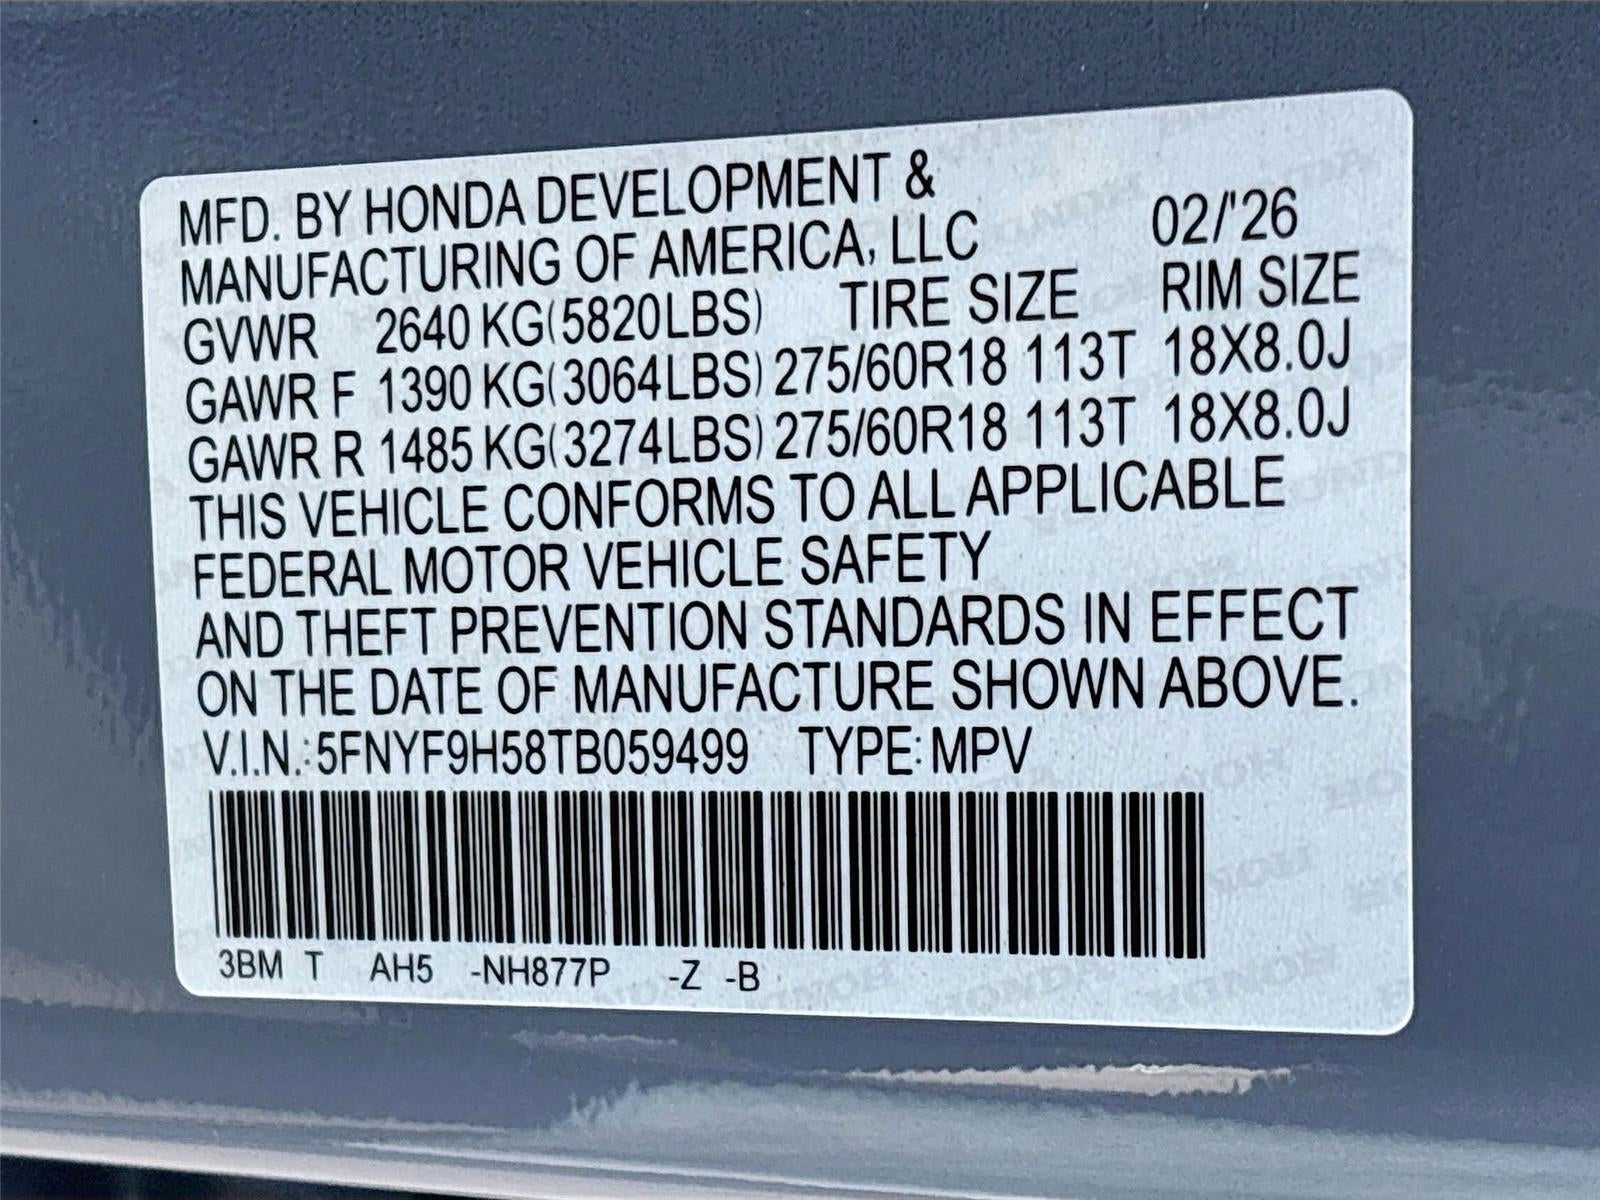 MFD. BY HONDA DEVELOPMENT &
MANUFACTURING OF AMERICA, LLC 02/'26
GVWR 2640 KG(5820LBS) TIRE SIZE RIM SIZE
GAWR F 1390 KG(3064LBS) 275/60R18 113T 18X8.0J
GAWR R 1485 KG(3274LBS) 275/60R18 113T 18X8.0J
THIS VEHICLE CONFORMS TO ALL APPLICABLE
FEDERAL MOTOR VEHICLE SAFETY
AND THEFT PREVENTION STANDARDS IN EFFECT
ON THE DATE OF MANUFACTURE SHOWN ABOVE.
V.I.N.:5FNYF9H58TB059499 TYPE:MPV
3BM T AH5 -NH877P -Z -B